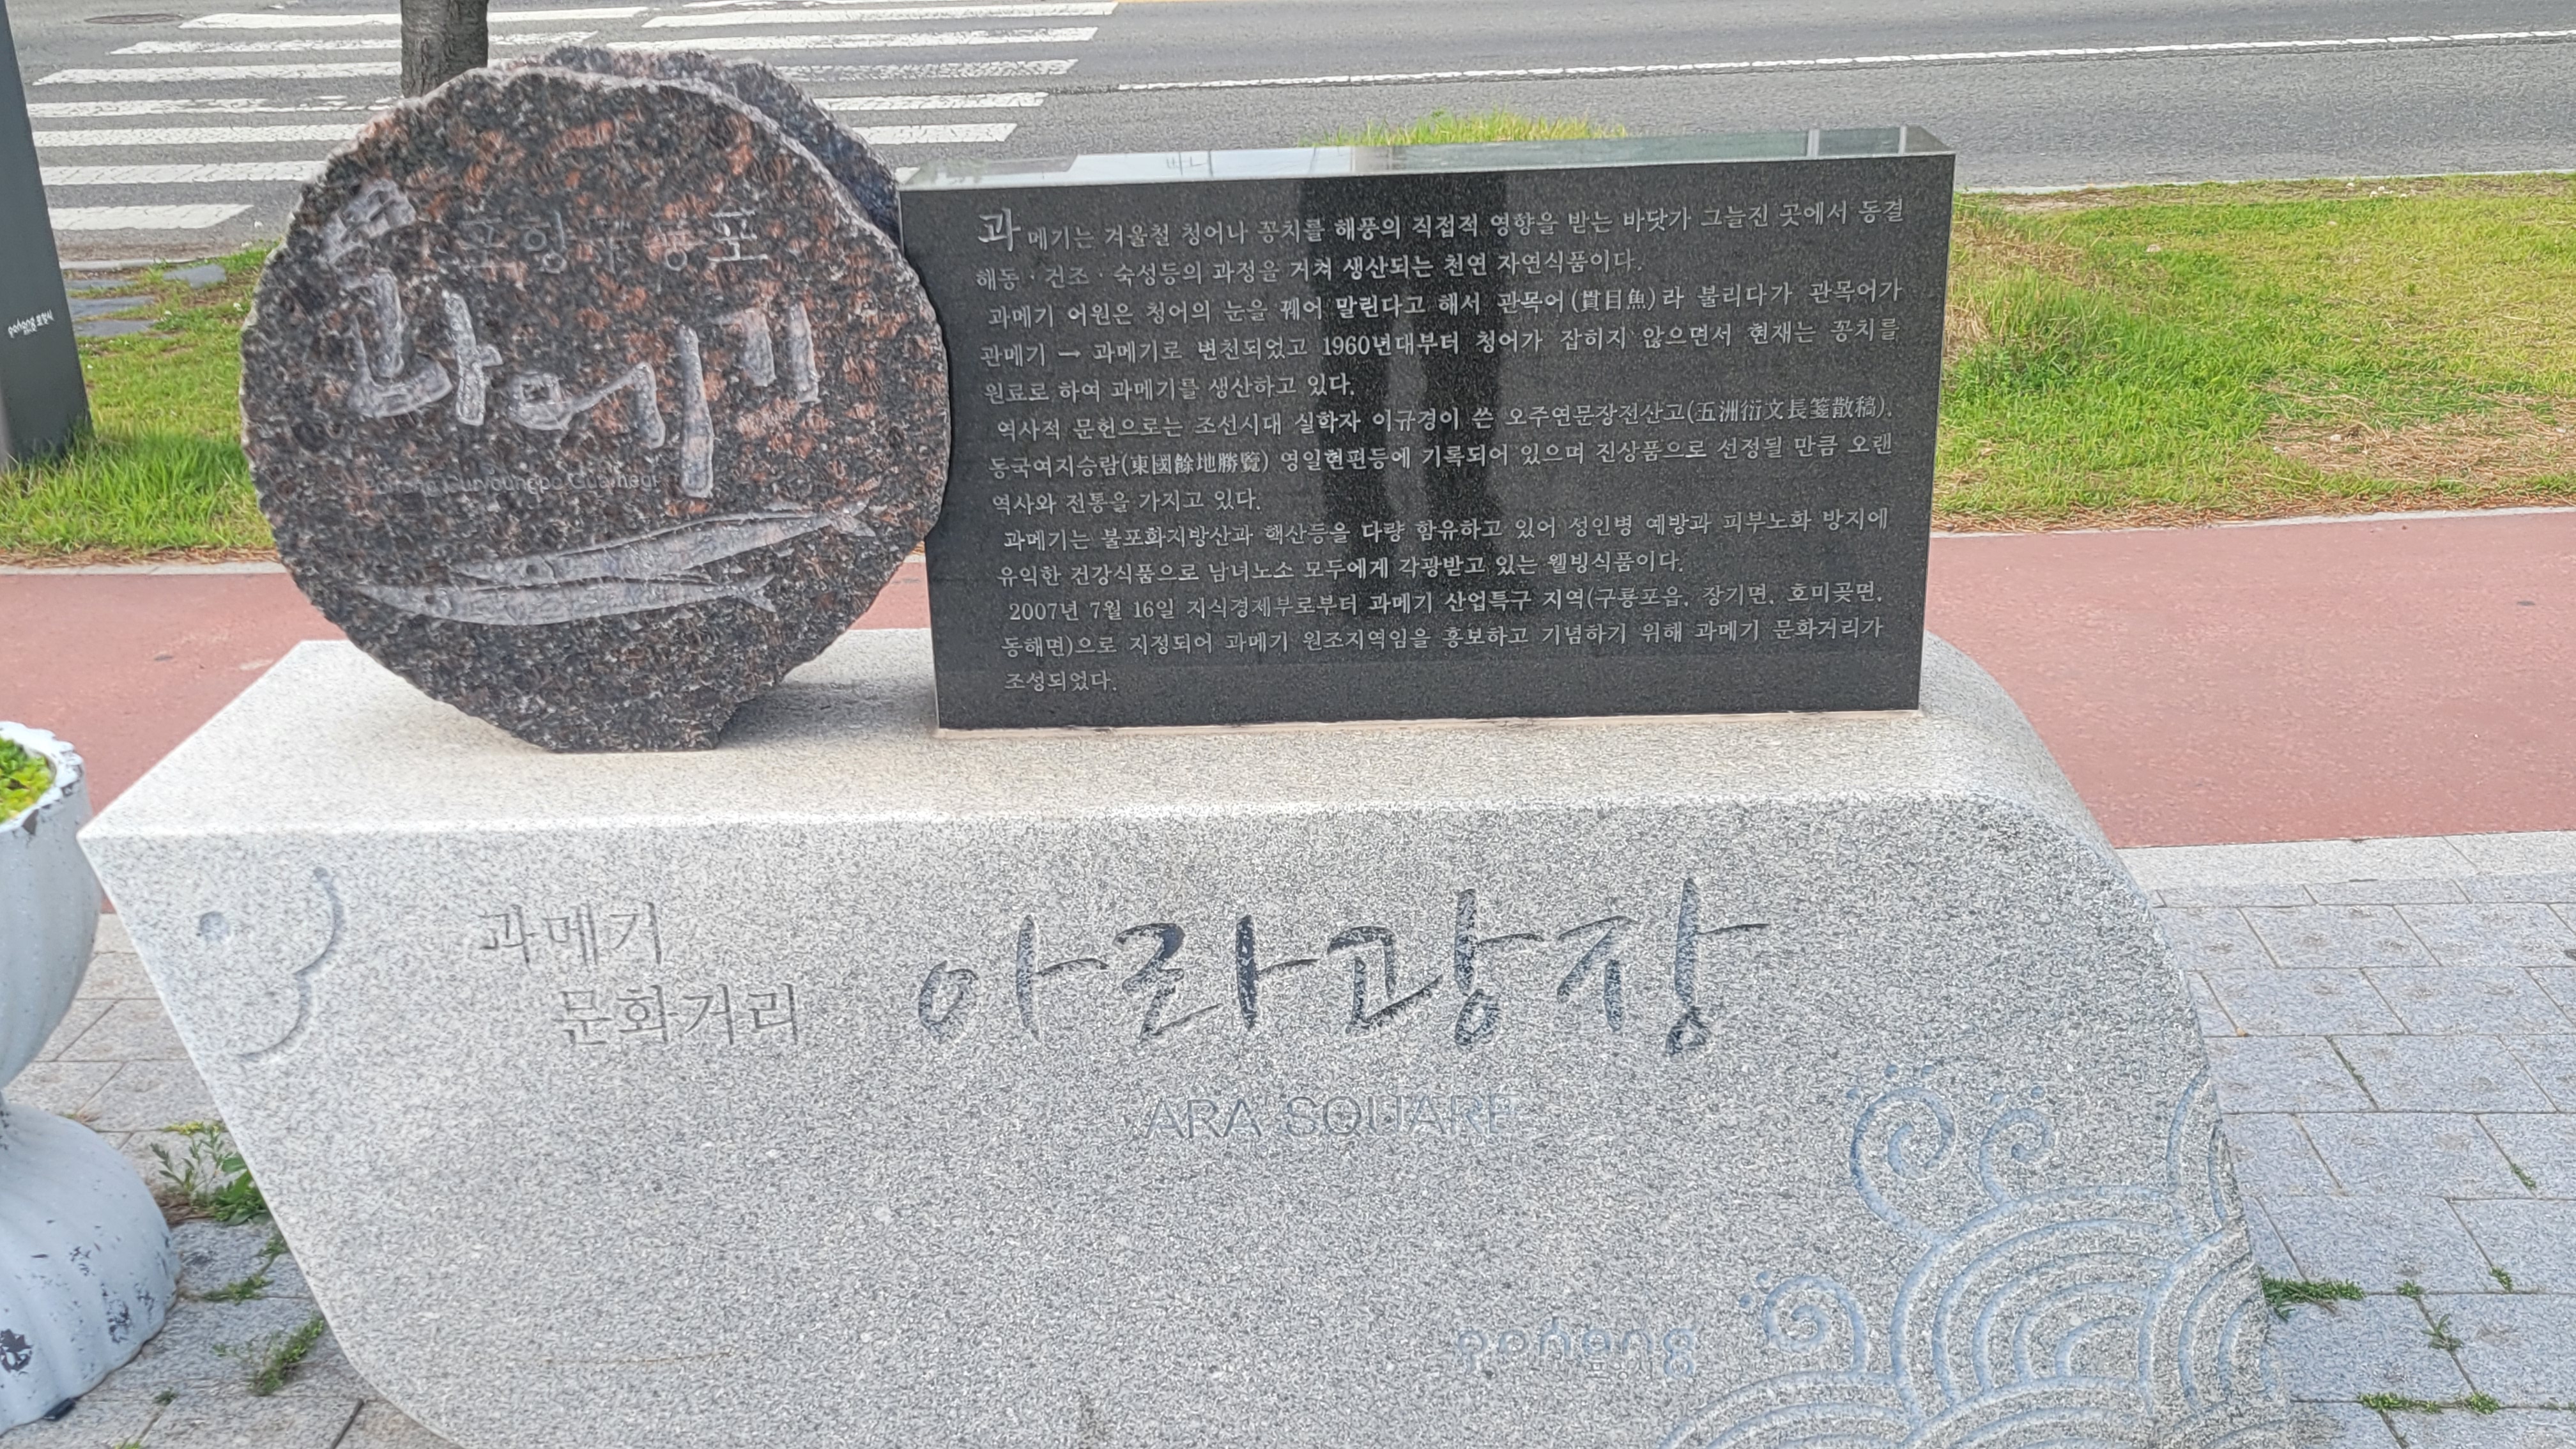 포항구룡포
과메기
Pohang Guryoungpo Gua megi
과메기는 겨울철 청어나 꽁치를 해풍의 직접적 영향을 받는 바닷가 그늘진 곳에서 동결
해동·건조·숙성등의 과정을 거쳐 생산되는 천연 자연식품이다.
과메기 어원은 청어의 눈을 꿰어 말린다고 해서 관목어(貫目魚)라 불리다가 관목어가
관메기 → 과메기로 변천되었고 1960년대부터 청어가 잡히지 않으면서 현재는 꽁치를
원료로 하여 과메기를 생산하고 있다.
역사적 문헌으로는 조선시대 실학자 이규경이 쓴 오주연문장전산고(五洲衍文長箋散稿).
동국여지승람(東國餘地勝覽) 영일현편등에 기록되어 있으며 진상품으로 선정될 만큼 오랜
역사와 전통을 가지고 있다.
과메기는 불포화지방산과 핵산등을 다량 함유하고 있어 성인병 예방과 피부노화 방지에
유익한 건강식품으로 남녀노소 모두에게 각광받고 있는 웰빙식품이다.
2007년 7월 16일 지식경제부로부터 과메기 산업특구 지역(구룡포읍, 장기면, 호미곶면,
동해면)으로 지정되어 과메기 원조지역임을 홍보하고 기념하기 위해 과메기 문화거리가
조성되었다.
pohang 포항시
과메기
문화거리
아라광장
ARA SQUARE
pohang
포항시